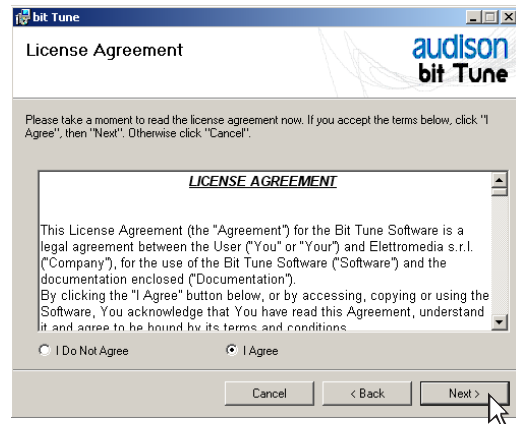 bit Tune
License Agreement
audison
bit Tune
Please take a moment to read the license agreement now. If you accept the terms below, click "I
Agree", then "Next". Otherwise click "Cancel".
LICENSE AGREEMENT
This License Agreement (the "Agreement") for the Bit Tune Software is a
legal agreement between the User ("You" or "Your") and Elettromedia s.r.l.
("Company"), for the use of the Bit Tune Software ("Software") and the
documentation enclosed ("Documentation").
By clicking the "I Agree" button below, or by accessing, copying or using the
Software, You acknowledge that You have read this Agreement, understand
it and agree to be bound by its terms and conditions
I Do Not Agree
I Agree
Cancel
< Back
Next >